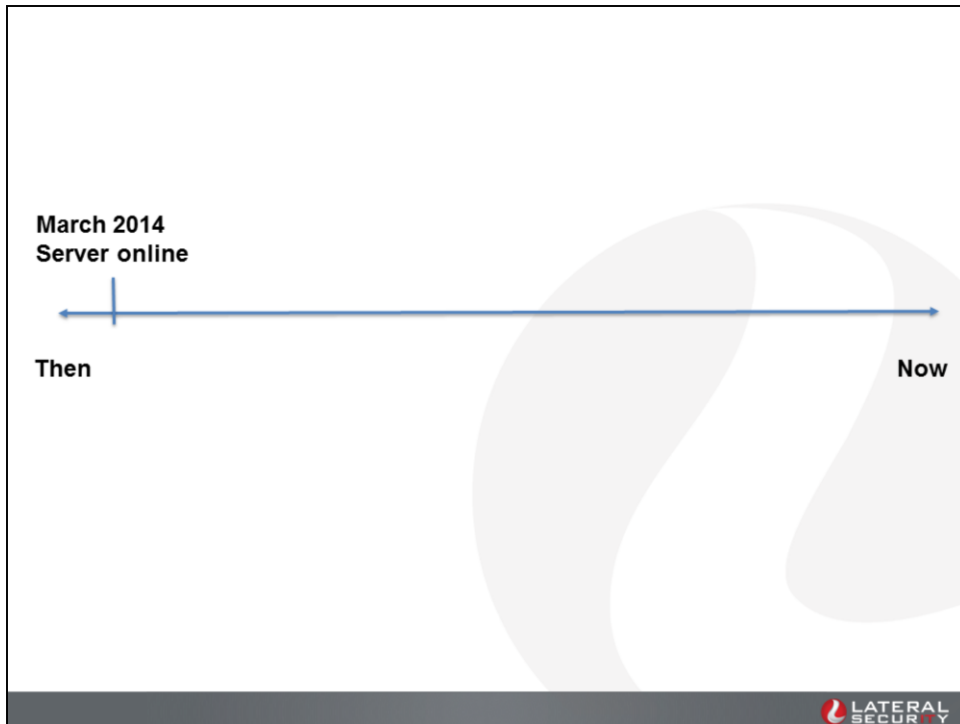 March 2014
Server online
Then
Now
LATERAL
SECURITY